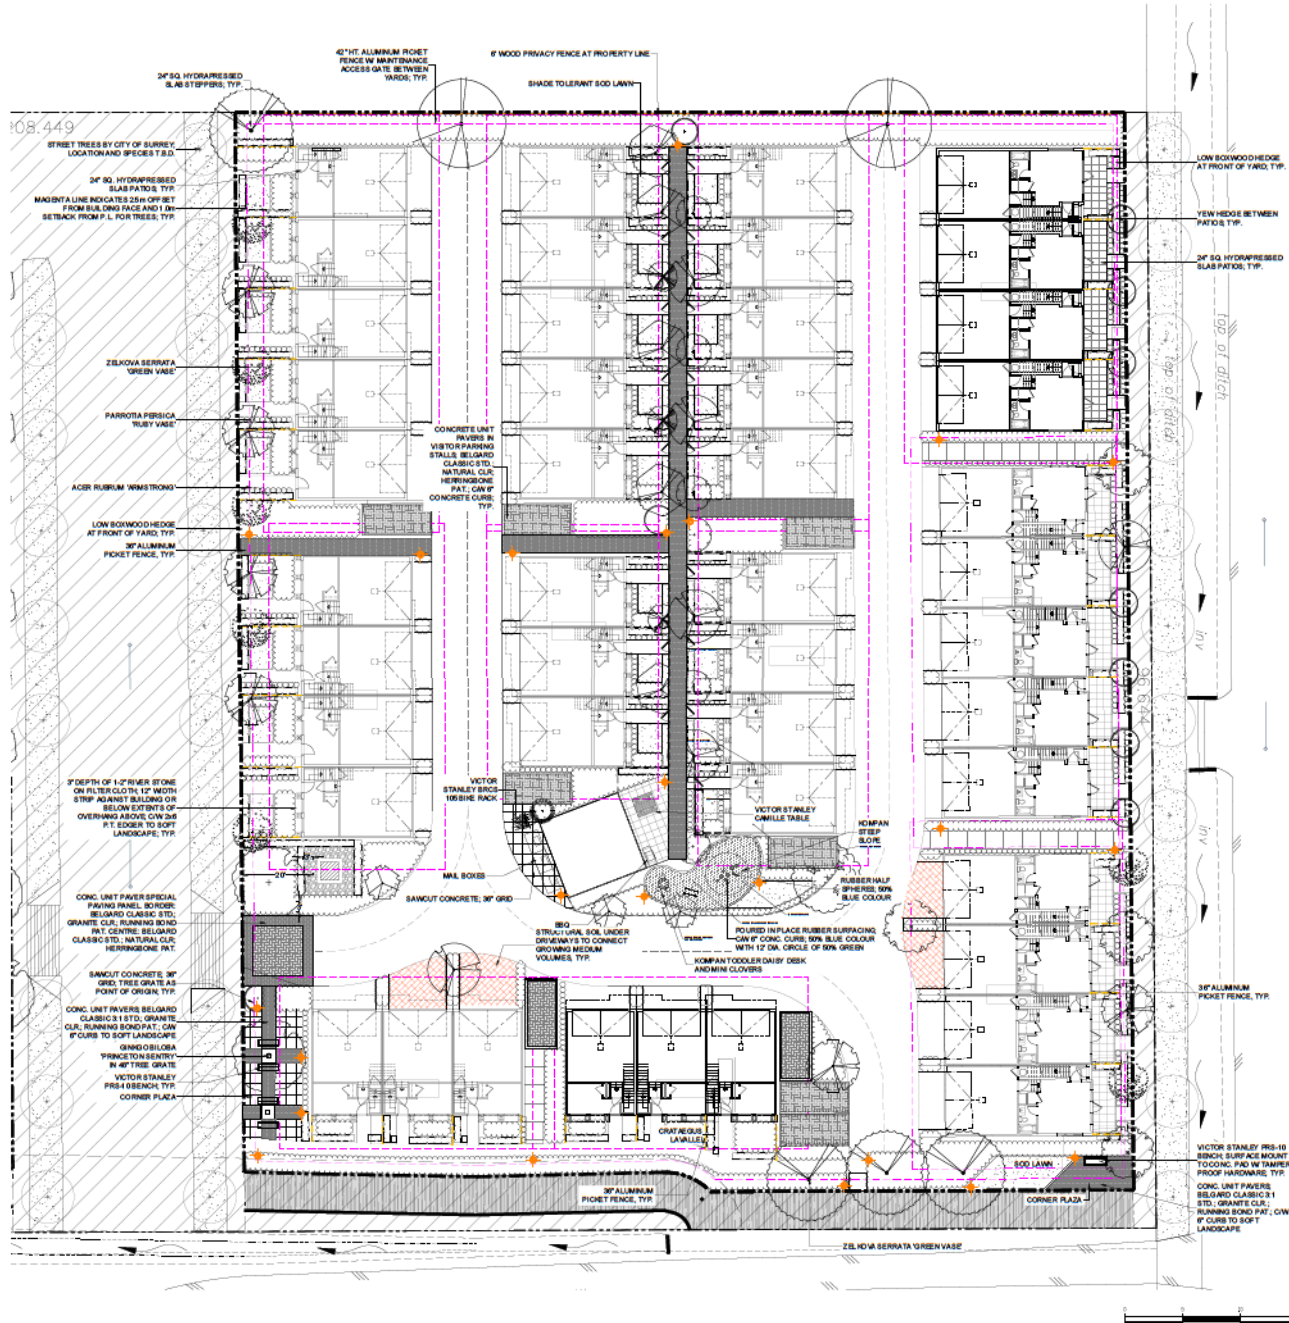 42" HT. ALUMINUM PICKET
FENCE W/ MAINTENANCE
ACCESS GATE BETWEEN
YARDS; TYP.
6' WOOD PRIVACY FENCE AT PROPERTY LINE
24" SQ. HYDRAPRESSED
SLAB STEPPERS; TYP.
SHADE TOLERANT SOD LAWN
08.449
STREET TREES BY CITY OF SURREY,
LOCATION AND SPECIES T.B.D.
24" SQ. HYDRAPRESSED
SLAB PATIOS; TYP.
MAGENTA LINE INDICATES 2.5m OFFSET
FROM BUILDING FACE AND 1.0m
SETBACK FROM P.L. FOR TREES; TYP.
LOW BOXWOOD HEDGE
AT FRONT OF YARD; TYP.
YEW HEDGE BETWEEN
PATIOS; TYP.
24" SQ. HYDRAPRESSED
SLAB PATIOS; TYP.
top of ditch
top of ditch
ZELKOVA SERRATA
'GREEN VASE'
PARROTIA PERSICA
'RUBY VASE'
CONCRETE UNIT
PAVERS IN
VISITOR PARKING
STALLS; BELGARD
CLASSIC STD.;
NATURAL CLR;
HERRINGBONE
PAT.; C/W 6"
CONCRETE CURB;
TYP.
ACER RUBRUM 'ARMSTRONG'
LOW BOXWOOD HEDGE
AT FRONT OF YARD; TYP.
36" ALUMINUM
PICKET FENCE, TYP.
inv
3" DEPTH OF 1-2" RIVER STONE
ON FILTER CLOTH; 12" WIDTH
STRIP AGAINST BUILDING OR
BELOW EXTENTS OF
OVERHANG ABOVE; C/W 2x6
P.T. EDGER TO SOFT
LANDSCAPE; TYP.
VICTOR
STANLEY BRCS
105 BIKE RACK
VICTOR STANLEY
CAMILLE TABLE
KOMPAN
STEEP
SLOPE
inv
MAIL BOXES
SAWCUT CONCRETE; 36" GRID
RUBBER HALF
SPHERES; 50%
BLUE COLOUR
CONC. UNIT PAVER SPECIAL
PAVING PANEL BORDER:
BELGARD CLASSIC STD.;
GRANITE CLR.; RUNNING BOND
PAT. CENTRE: BELGARD
CLASSIC STD.; NATURAL CLR;
HERRINGBONE PAT.
BBQ
STRUCTURAL SOIL UNDER
DRIVEWAYS TO CONNECT
GROWING MEDIUM
VOLUMES, TYP.
POURED IN PLACE RUBBER SURFACING;
C/W 6" CONC. CURB; 50% BLUE COLOUR
WITH 12' DIA. CIRCLE OF 50% GREEN
KOMPAN TODDLER DAISY DESK
AND MINI CLOVERS
SAWCUT CONCRETE; 36"
GRID; TREE GRATE AS
POINT OF ORIGIN; TYP.
36" ALUMINUM
PICKET FENCE, TYP.
CONC. UNIT PAVERS; BELGARD
CLASSIC 3:1 STD.; GRANITE
CLR.; RUNNING BOND PAT.; C/W
6" CURB TO SOFT LANDSCAPE
GINKGO BILOBA
'PRINCETON SENTRY'
IN 48" TREE GRATE
VICTOR STANLEY
PRS-10 BENCH; TYP.
CORNER PLAZA
CRATAEGUS
LAVALLEI
SOD LAWN
VICTOR STANLEY PRS-10
BENCH; SURFACE MOUNT
TO CONC. PAD W/ TAMPER
PROOF HARDWARE, TYP.
36" ALUMINUM
PICKET FENCE, TYP.
CORNER PLAZA
CONC. UNIT PAVERS;
BELGARD CLASSIC 3:1
STD.; GRANITE CLR.;
RUNNING BOND PAT.; C/W
6" CURB TO SOFT
LANDSCAPE
ZELKOVA SERRATA 'GREEN VASE'